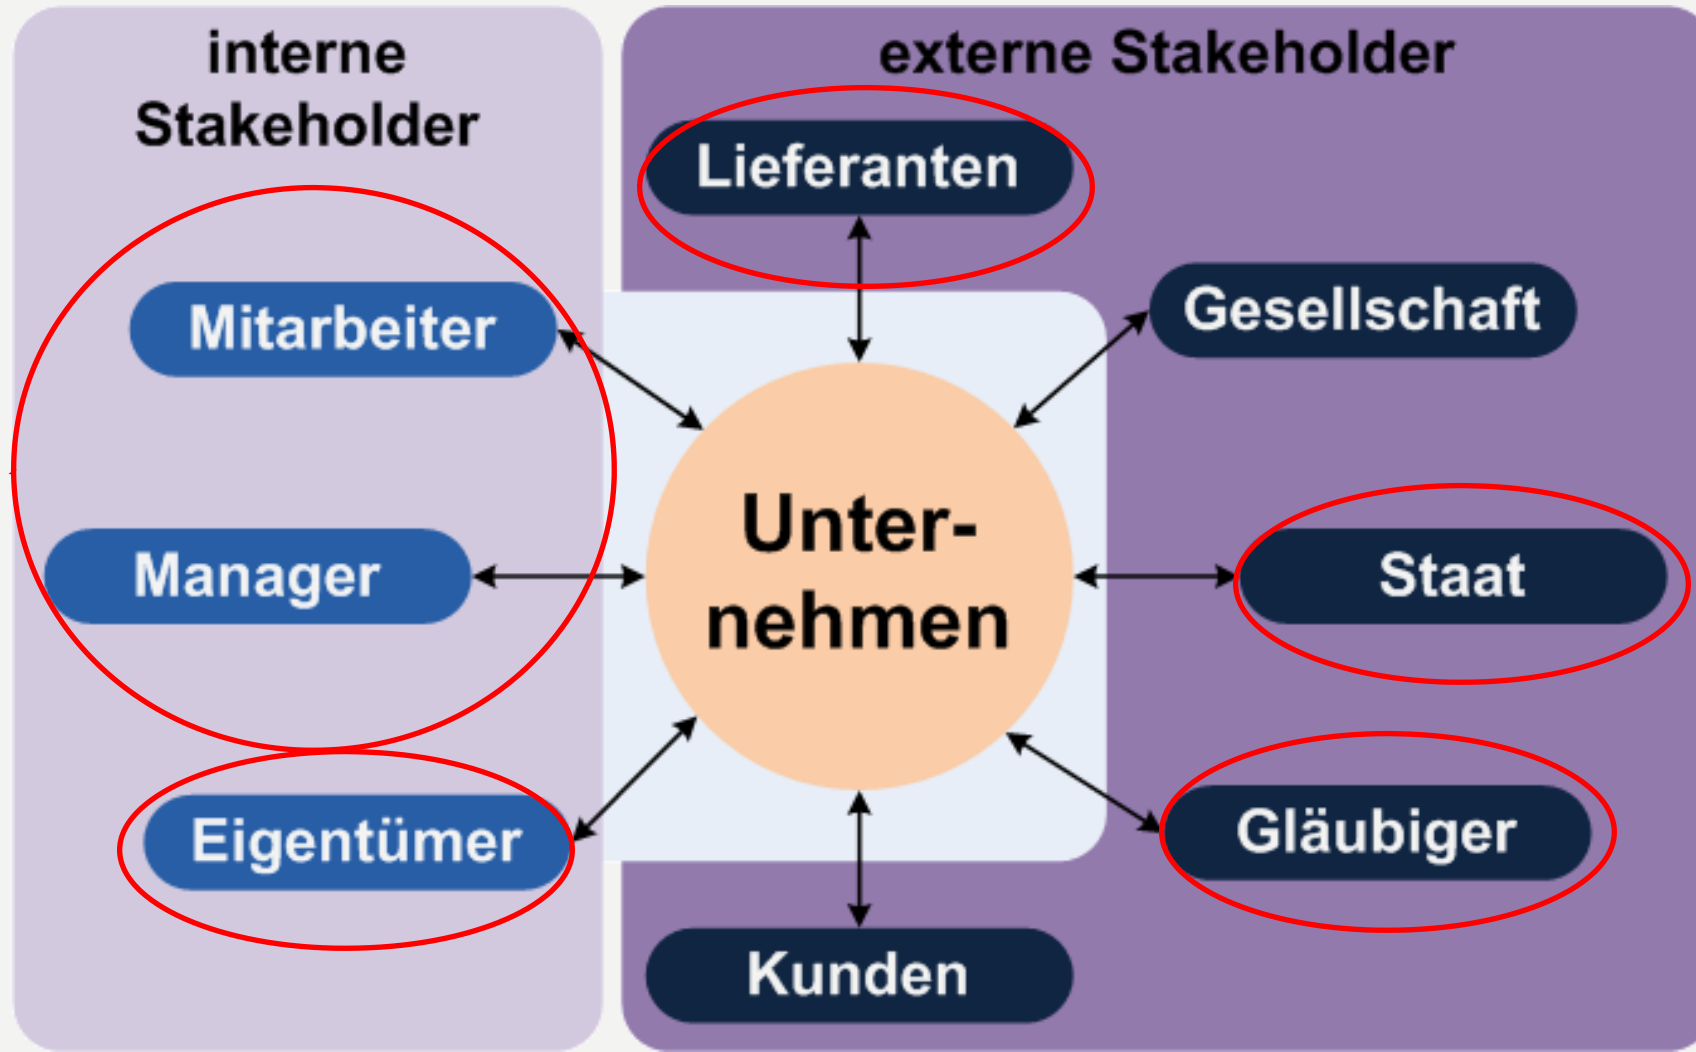 interne
Stakeholder
externe Stakeholder
Lieferanten
Mitarbeiter
Gesellschaft
Unter-
nehmen
Manager
Staat
Eigentümer
Gläubiger
Kunden